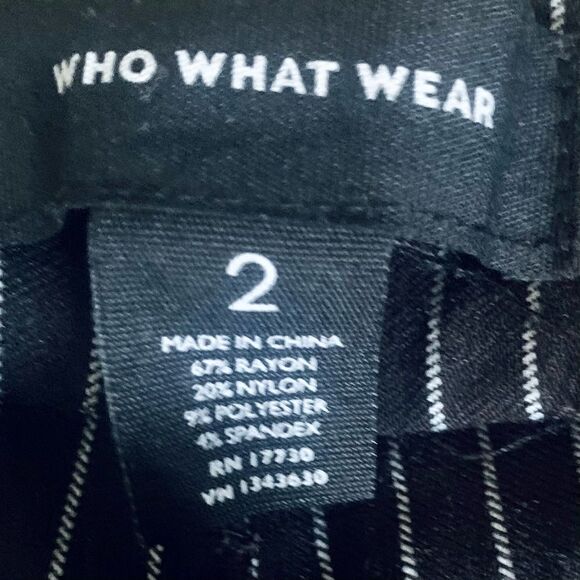 WHO WHAT WEAR
2
MADE IN CHINA
67% RAYON
20% NYLON
9% POLYESTER
4% SPANDEX
RN 17730
VN 1343630